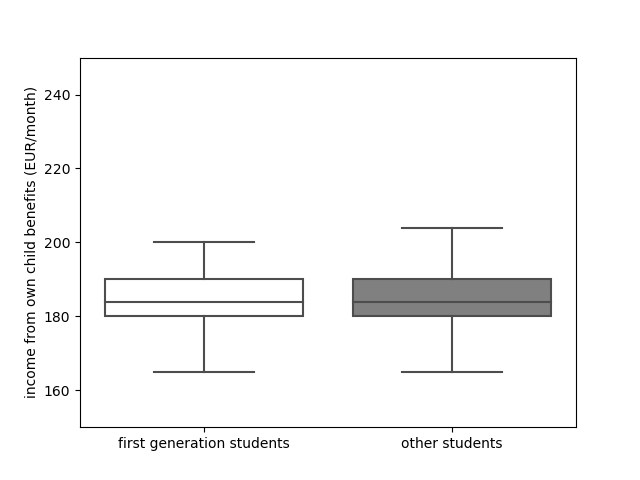 income from own child benefits (EUR/month)
240
220
200
180
160
first generation students
other students